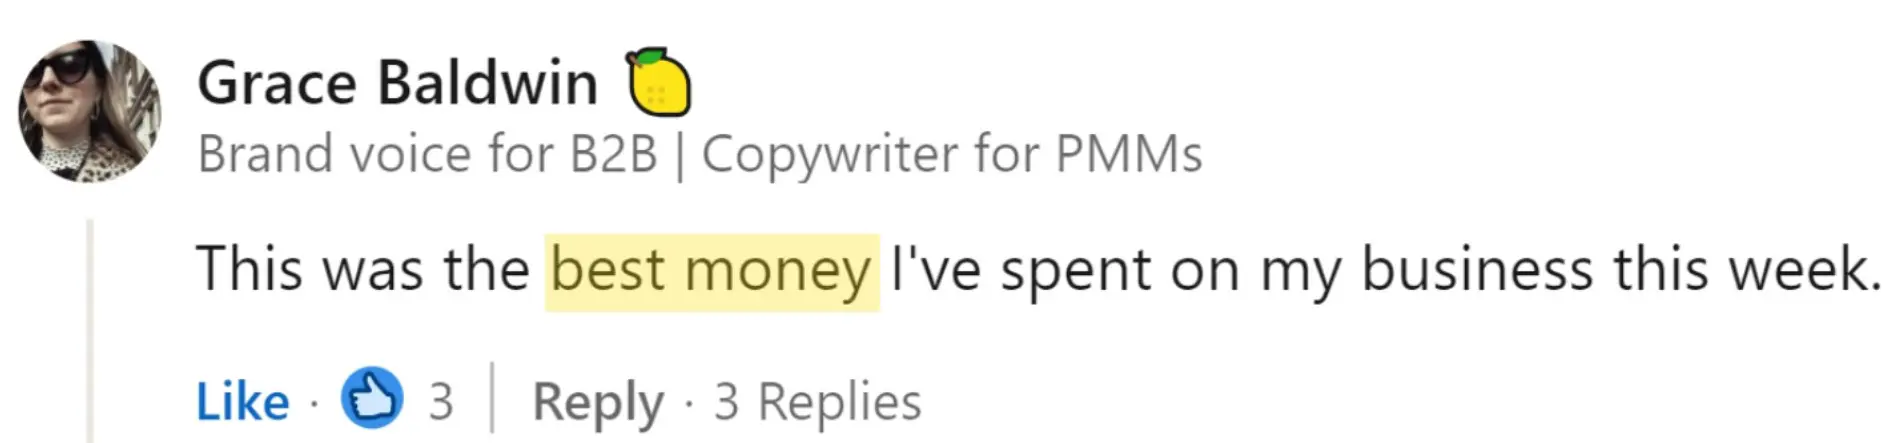 Grace Baldwin 🍋
Brand voice for B2B | Copywriter for PMMs
This was the best money I've spent on my business this week.
Like · 3 | Reply · 3 Replies